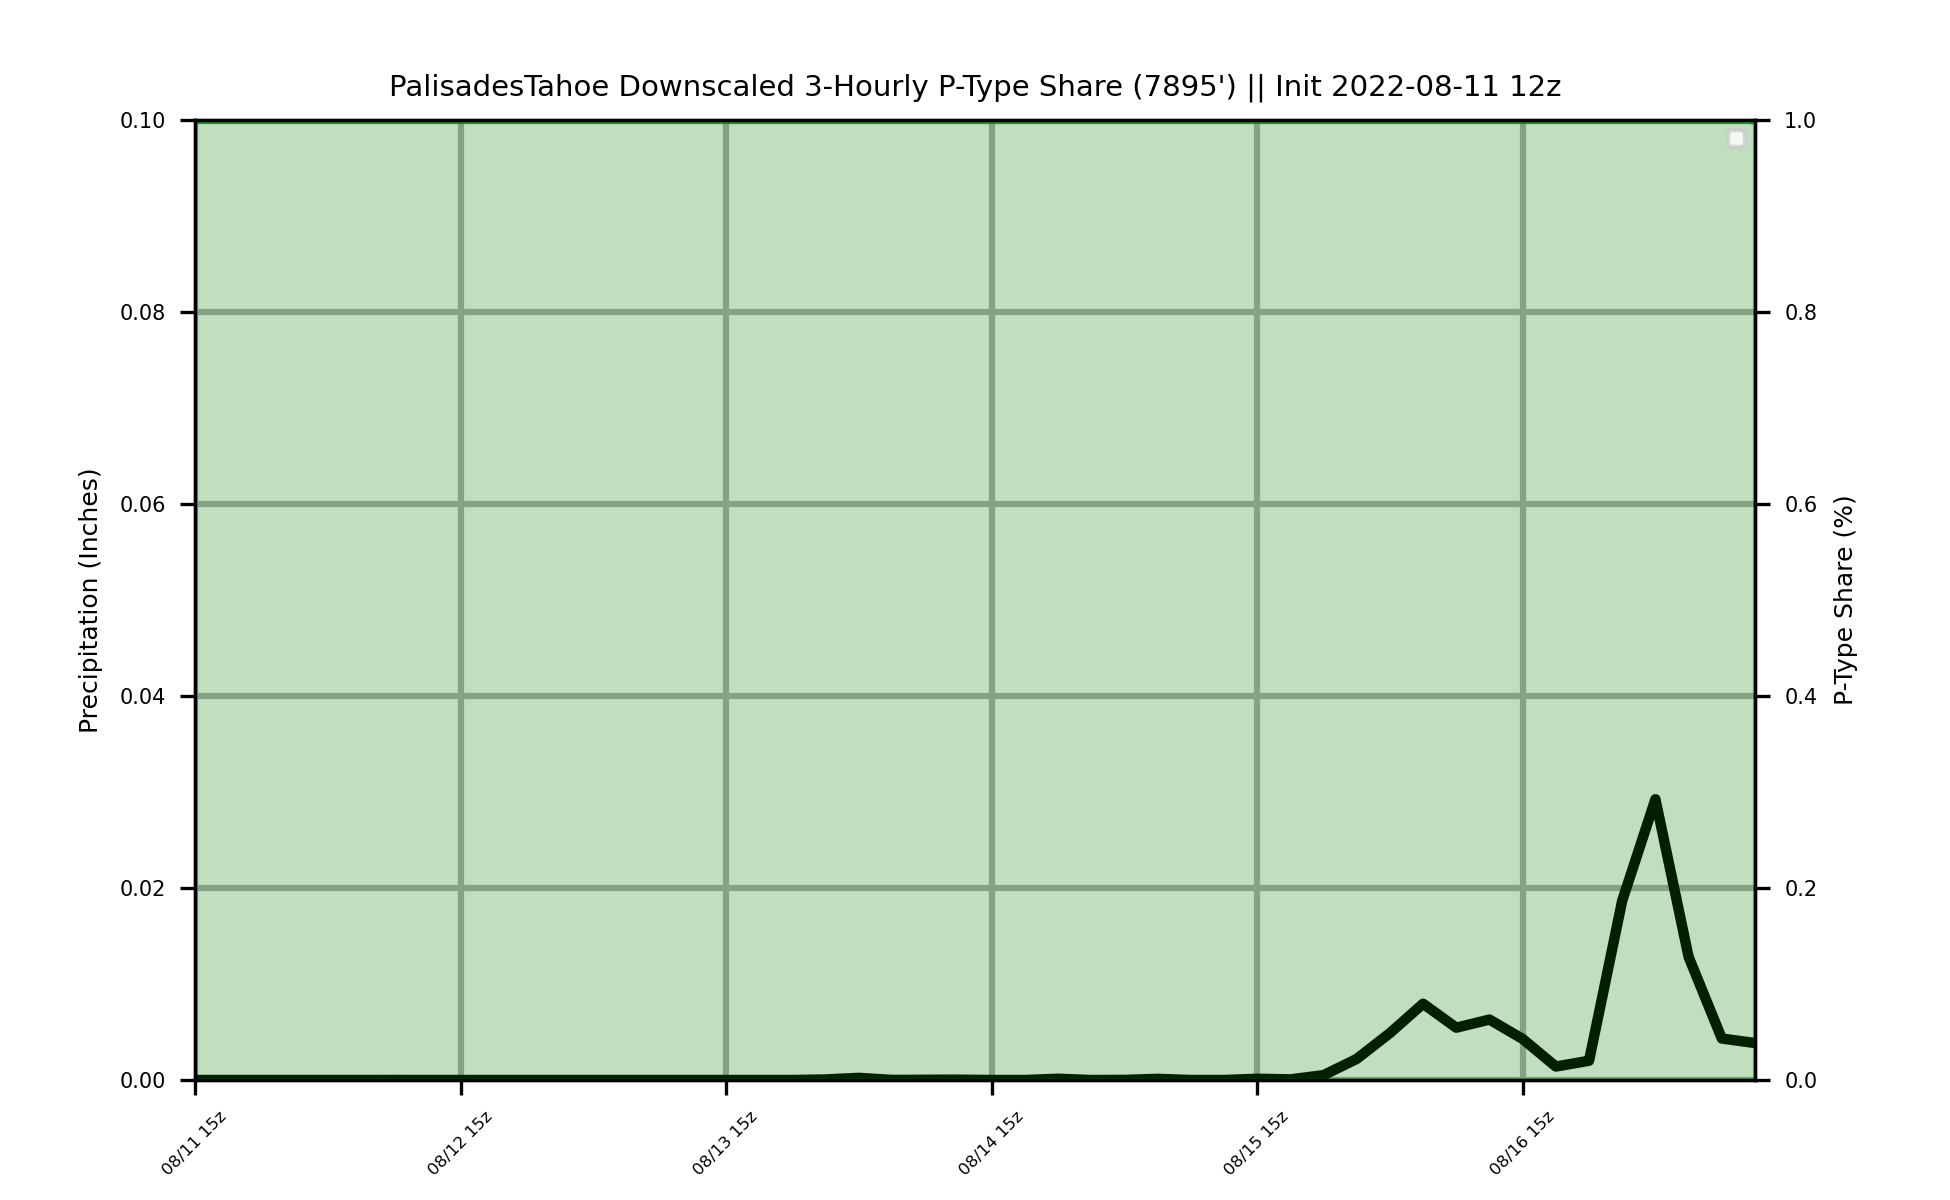 PalisadesTahoe Downscaled 3-Hourly P-Type Share (7895') || Init 2022-08-11 12z
Precipitation (Inches)
0.10
0.08
0.06
0.04
0.02
0.00
1.0
0.8
0.6
0.4
0.2
0.0
P-Type Share (%)
08/11 15z
08/12 15z
08/13 15z
08/14 15z
08/15 15z
08/16 15z